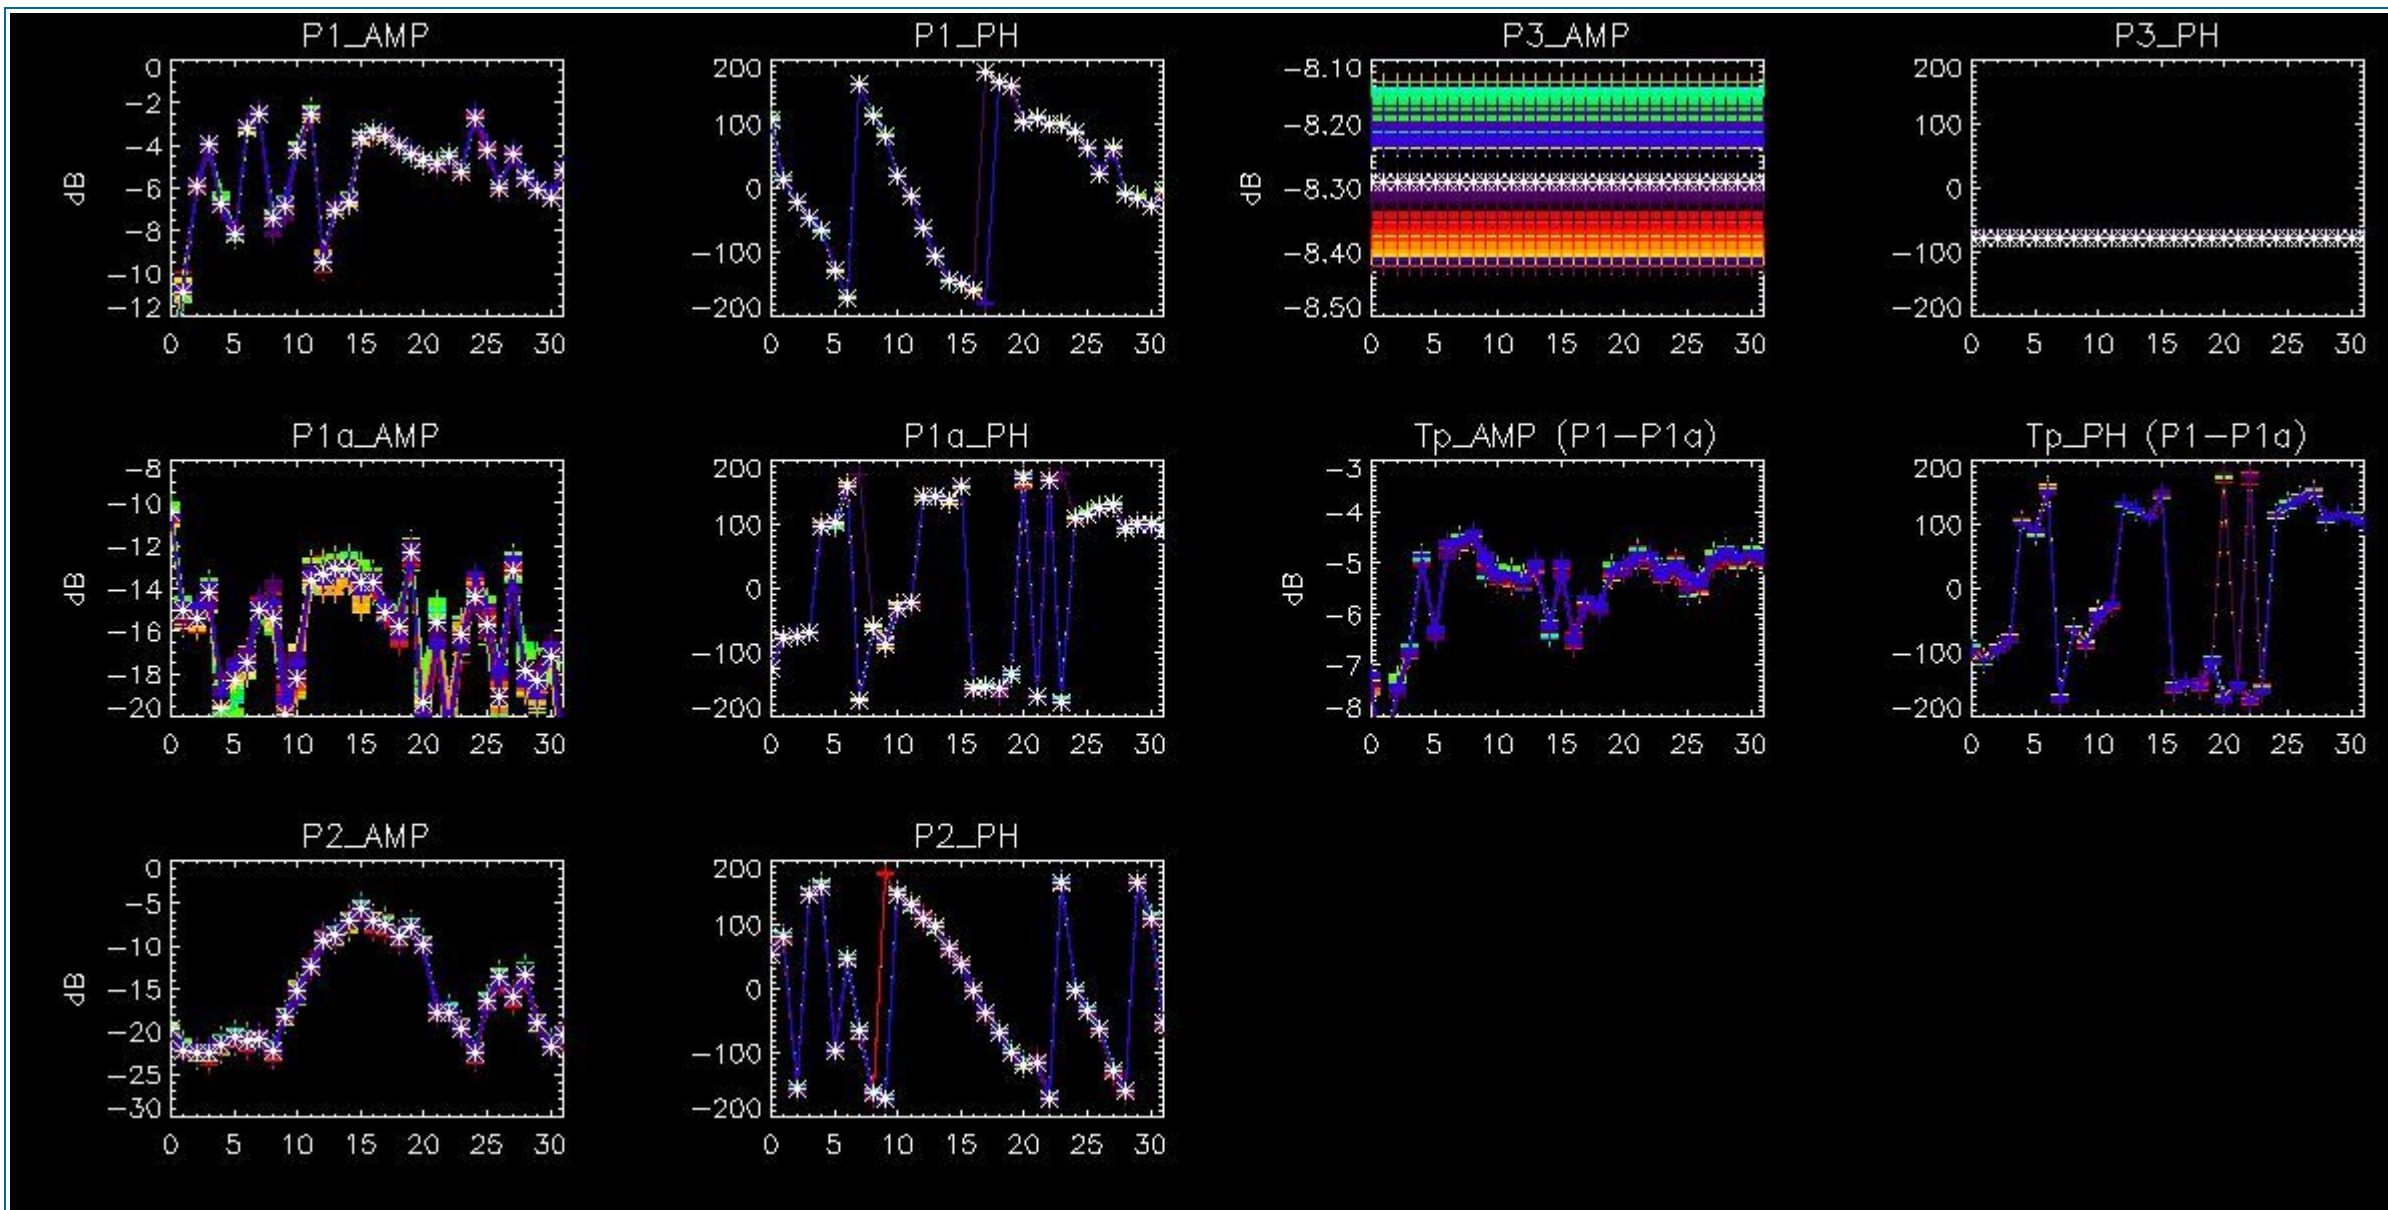 P1_AMP P1_PH P3_AMP P3_PH
0 200 -8.10 200
-2 100 -8.20 100
-4 0 -8.30 0
-6 -100 -8.40 -100
-8 -200 -8.50 -200
-10
-12
dB dB
0 5 10 15 20 25 30 0 5 10 15 20 25 30 0 5 10 15 20 25 30 0 5 10 15 20 25 30
P1a_AMP P1a_PH Tp_AMP (P1-P1a) Tp_PH (P1-P1a)
-8 200 -3 200
-10 100 -4 100
-12 0 -5 0
-14 -100 -6 -100
-16 -200 -7 -200
-18 -8
-20
dB dB
0 5 10 15 20 25 30 0 5 10 15 20 25 30 0 5 10 15 20 25 30 0 5 10 15 20 25 30
P2_AMP P2_PH
0 200
-5 100
-10 0
-15 -100
-20 -200
-25
-30
dB
0 5 10 15 20 25 30 0 5 10 15 20 25 30